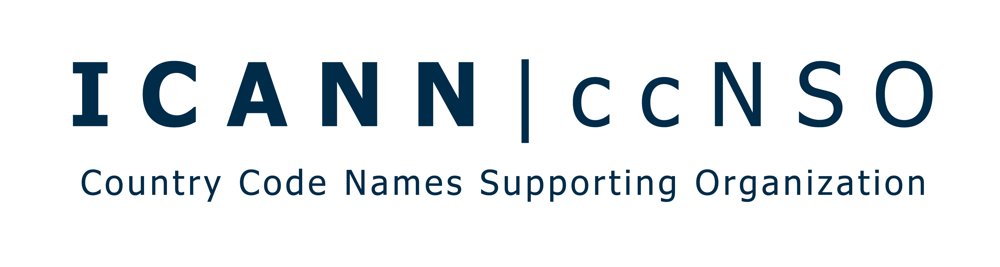 ICANN|ccNSO
Country Code Names Supporting Organization